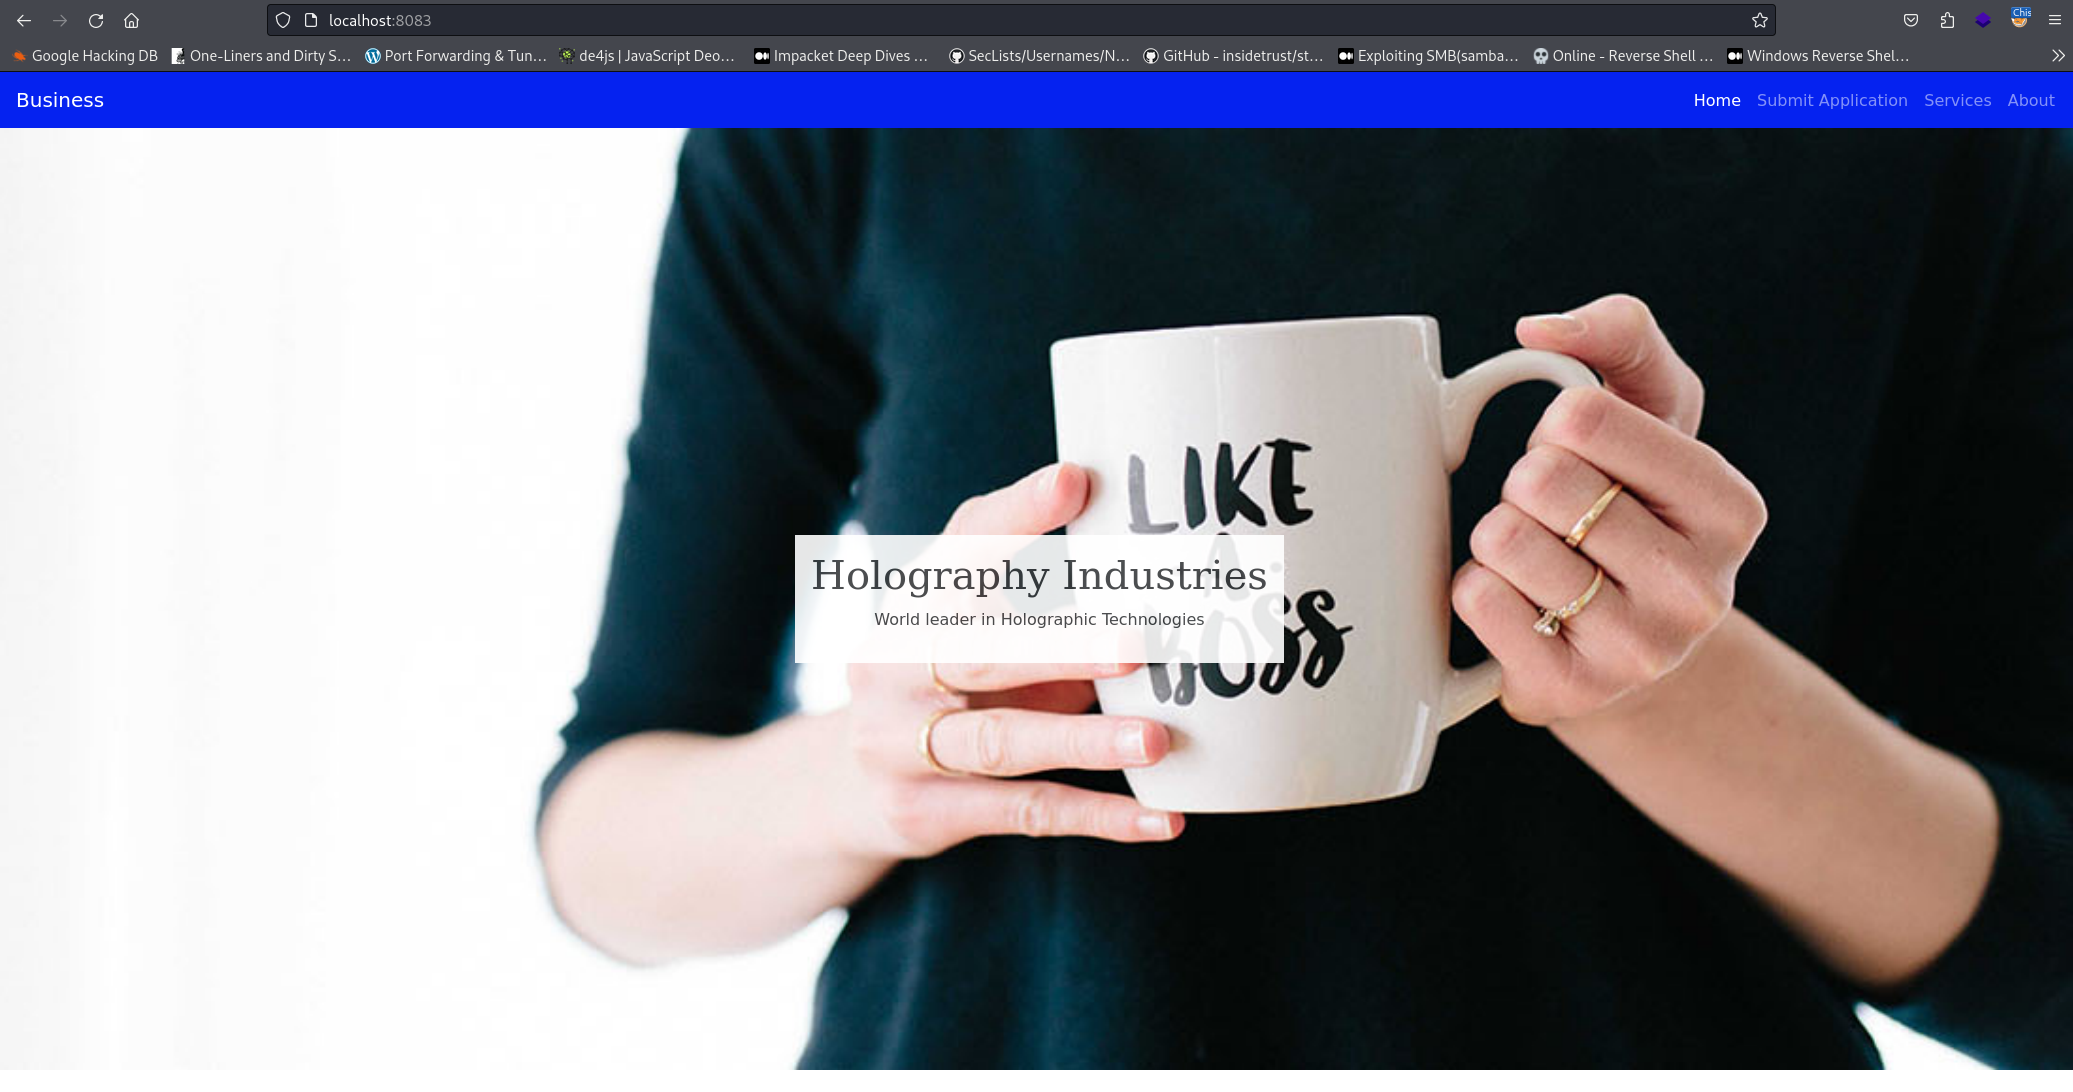 localhost:8083
Chis
Google Hacking DB
One-Liners and Dirty S...
Port Forwarding & Tun...
de4js | JavaScript Deo...
Impacket Deep Dives ...
SecLists/Usernames/N...
GitHub - insidetrust/st...
Exploiting SMB(samba...
Online - Reverse Shell ...
Windows Reverse Shel...
Business
Home
Submit Application
Services
About
LIKE
A
BOSS
Holography Industries
World leader in Holographic Technologies